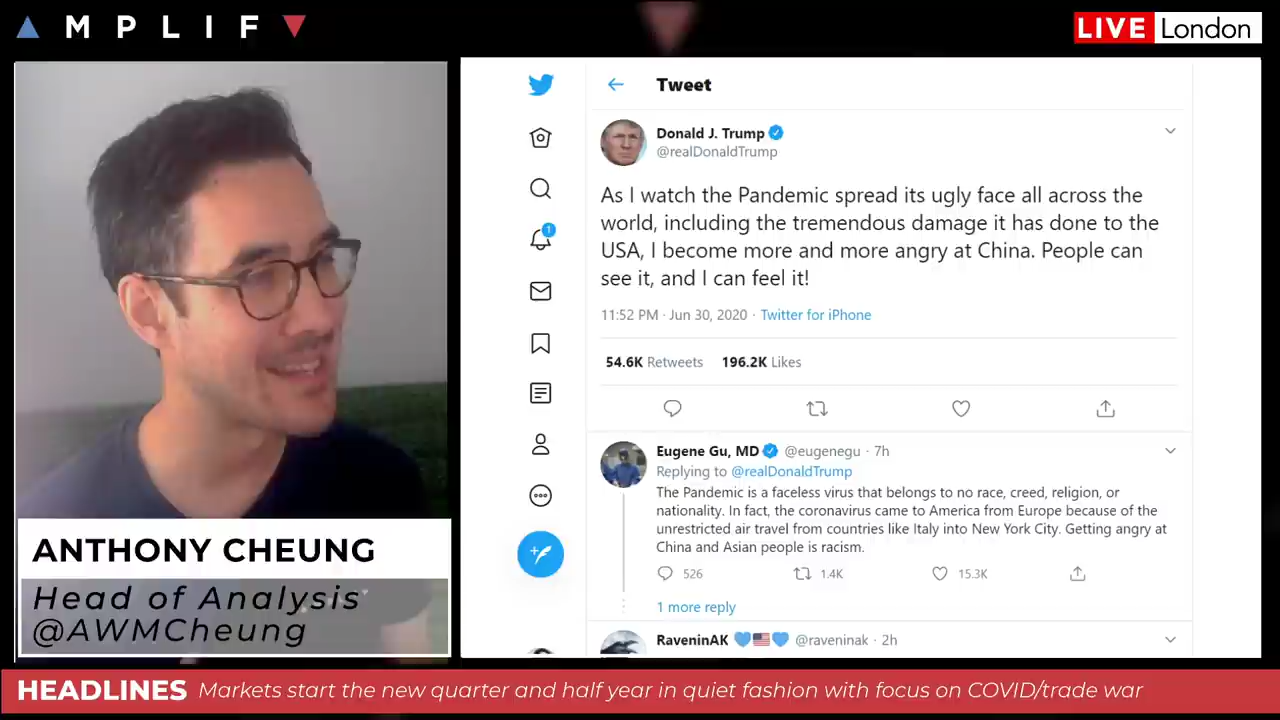 MPLIF
LIVE London
Tweet
Donald J. Trump
@realDonaldTrump
As I watch the Pandemic spread its ugly face all across the
world, including the tremendous damage it has done to the
USA, I become more and more angry at China. People can
see it, and I can feel it!
11:52 PM · Jun 30, 2020 · Twitter for iPhone
54.6K Retweets 196.2K Likes
1
Eugene Gu, MD @eugenegu · 7h
Replying to @realDonaldTrump
The Pandemic is a faceless virus that belongs to no race, creed, religion, or
nationality. In fact, the coronavirus came to America from Europe because of the
unrestricted air travel from countries like Italy into New York City. Getting angry at
China and Asian people is racism.
526 1.4K 15.3K
1 more reply
RaveninAK @raveninak · 2h
ANTHONY CHEUNG
Head of Analysis
@AWMCheung
HEADLINES Markets start the new quarter and half year in quiet fashion with focus on COVID/trade war